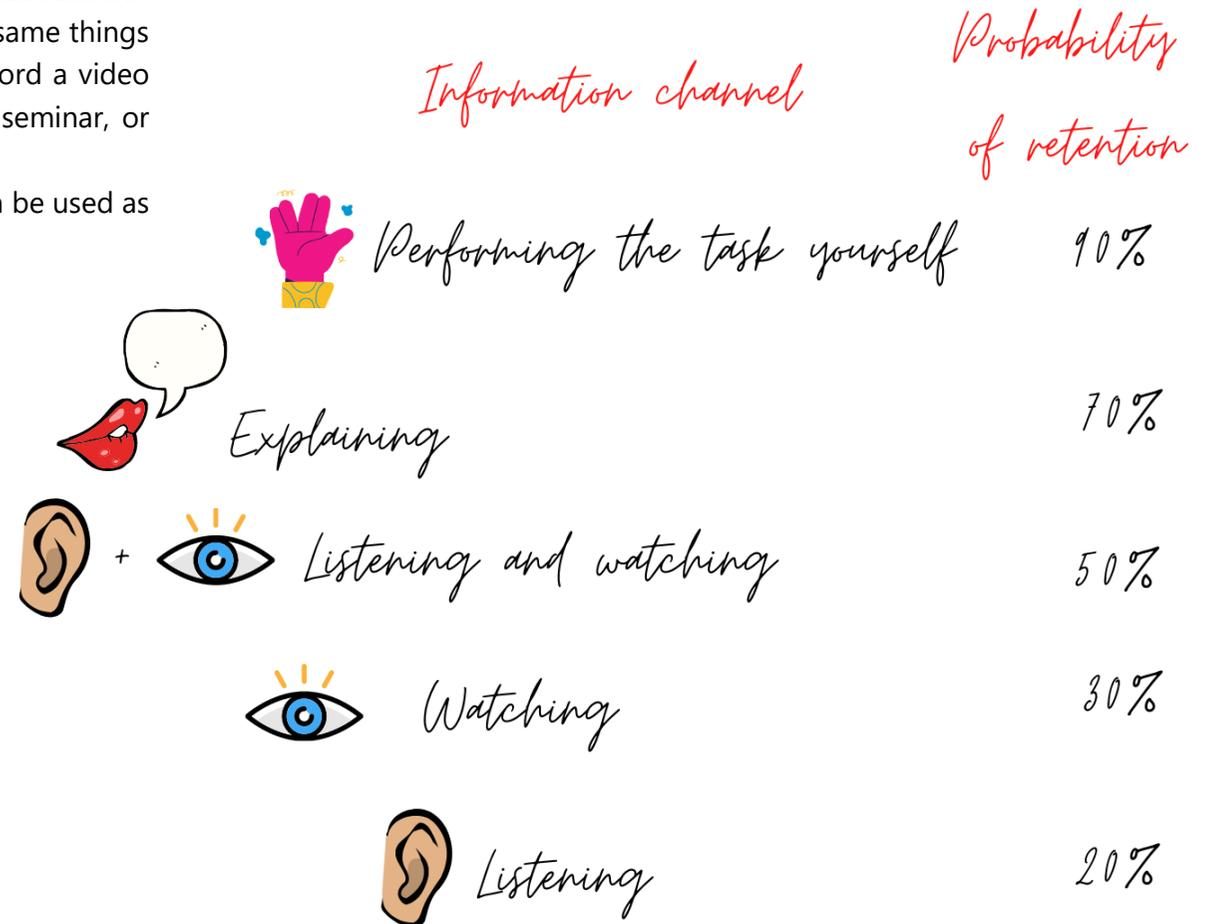 same things
ord a video
seminar, or
be used as
Information channel
Probability
of retention
Performing the task yourself 90%
Explaining 70%
+
Listening and watching 50%
Watching 30%
Listening 20%